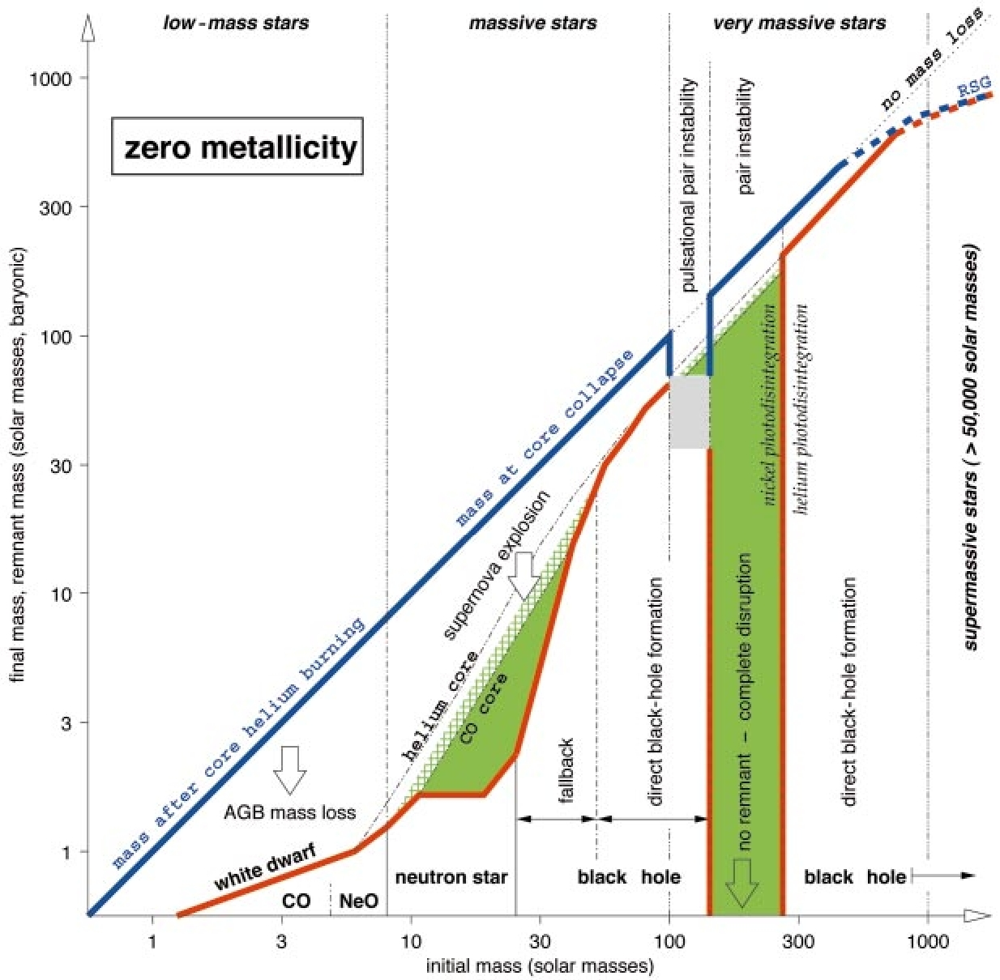 low-mass stars
massive stars
very massive stars
no mass loss
RSG
1000
300
100
30
10
3
1
final mass, remnant mass (solar masses, baryonic)
zero metallicity
pulsational pair instability
pair instability
supermassive stars ( > 50,000 solar masses)
nickel photodisintegration
helium photodisintegration
mass at core collapse
mass after core helium burning
supernova explosion
helium core
CO core
AGB mass loss
white dwarf
fallback
direct black-hole formation
no remnant – complete disruption
direct black-hole formation
CO
NeO
neutron star
black hole
black hole
1
3
10
30
100
300
1000
initial mass (solar masses)